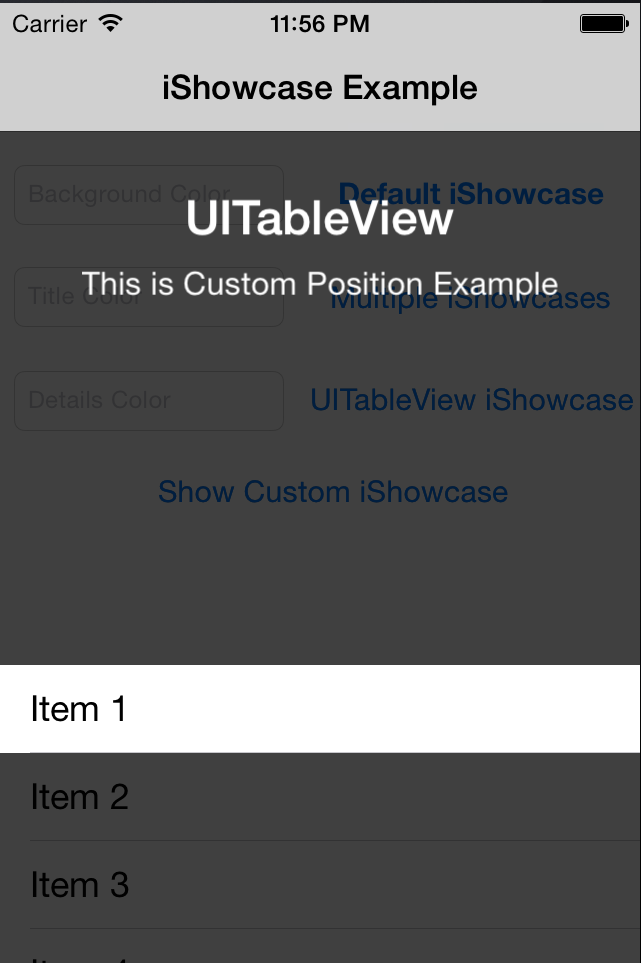 Carrier 11:56 PM
iShowcase Example
Background Color Default iShowcase
UITableView
This is Custom Position Example
Title Color Multiple iShowcases
Details Color UITableView iShowcase
Show Custom iShowcase
Item 1
Item 2
Item 3